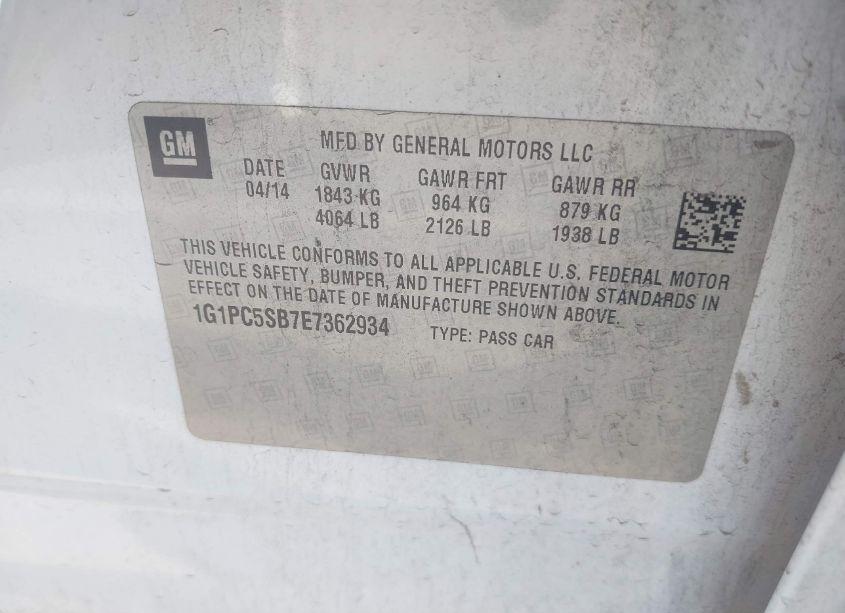 GM
MFD BY GENERAL MOTORS LLC
DATE GVWR GAWR FRT GAWR RR
04/14 1843 KG 964 KG 879 KG
4064 LB 2126 LB 1938 LB
THIS VEHICLE CONFORMS TO ALL APPLICABLE U.S. FEDERAL MOTOR
VEHICLE SAFETY, BUMPER, AND THEFT PREVENTION STANDARDS IN
EFFECT ON THE DATE OF MANUFACTURE SHOWN ABOVE.
1G1PC5SB7E7362934 TYPE: PASS CAR